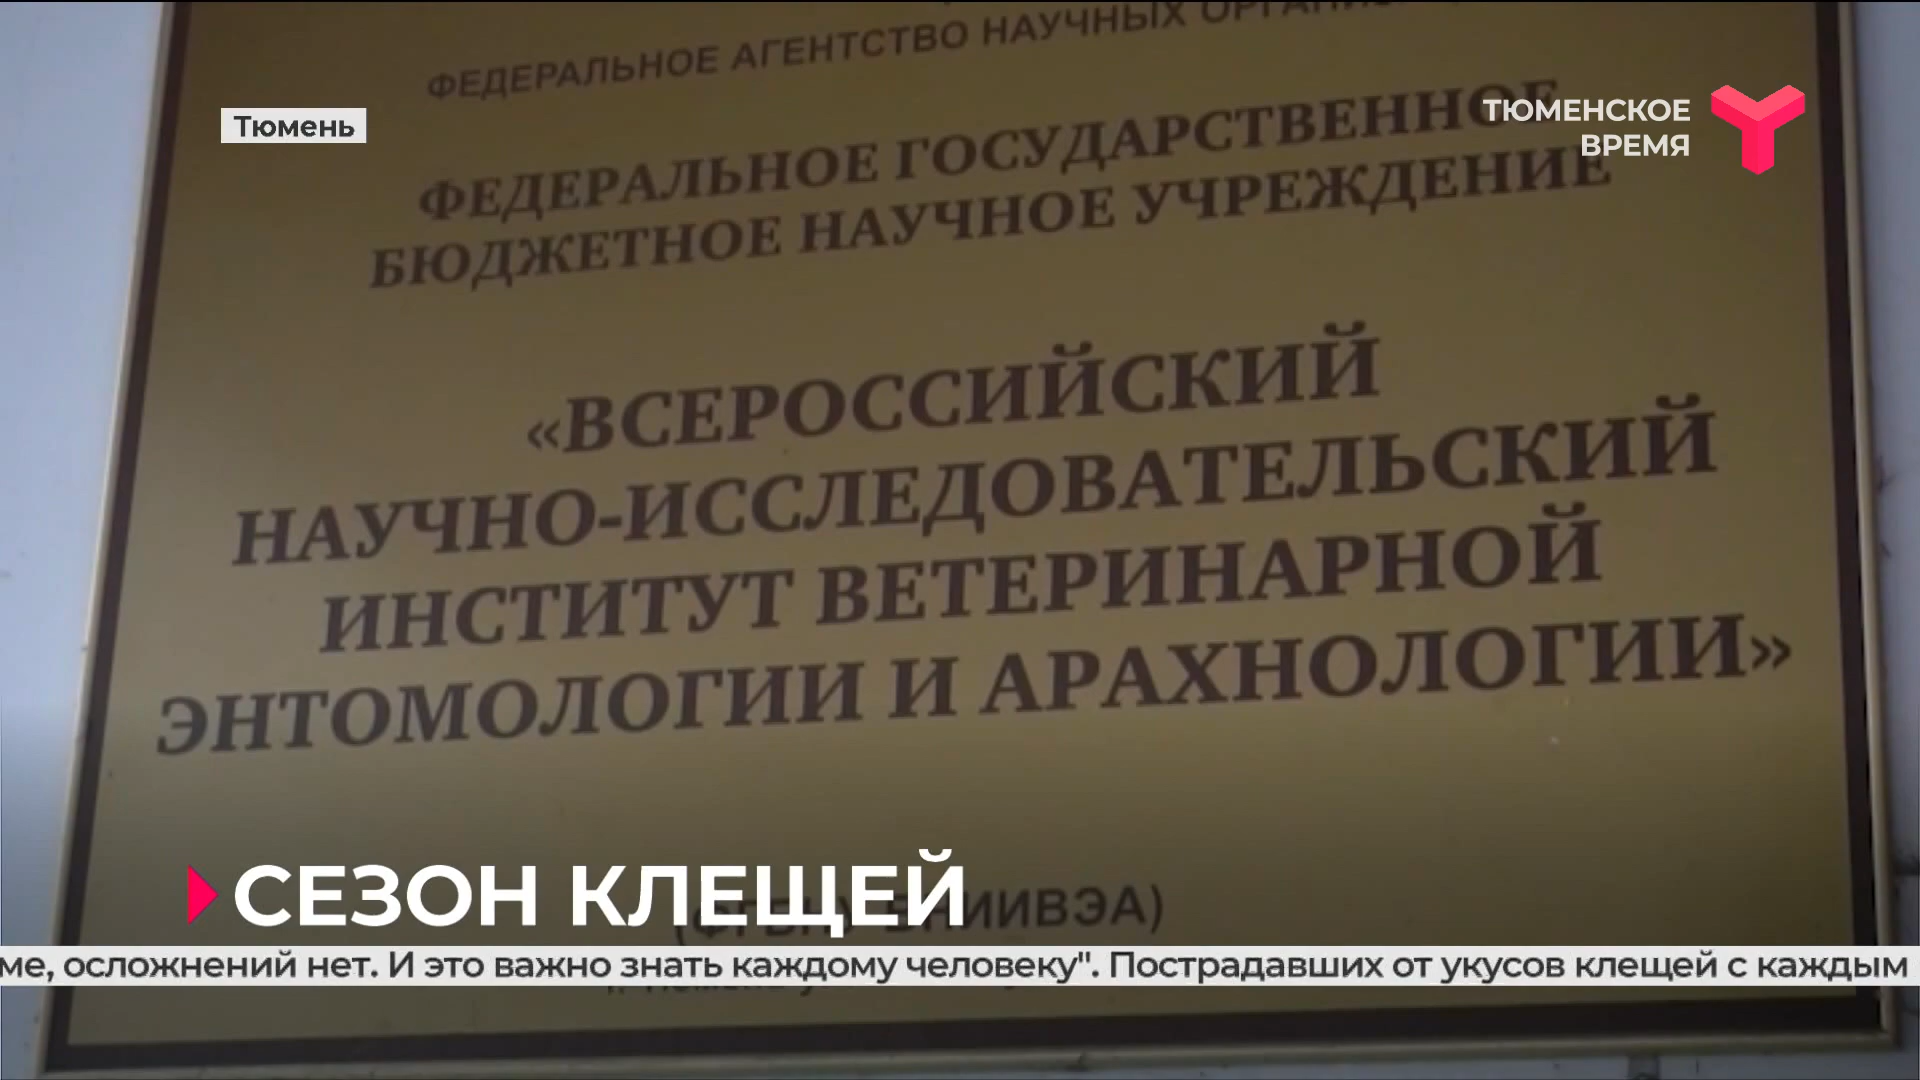 ФЕДЕРАЛЬНОЕ АГЕНТСТВО НАУЧНЫХ
Тюмень
ТЮМЕНСКОЕ
ВРЕМЯ
ФЕДЕРАЛЬНОЕ ГОСУДАРСТВЕННОЕ
БЮДЖЕТНОЕ НАУЧНОЕ УЧРЕЖДЕНИЕ
«ВСЕРОССИЙСКИЙ
НАУЧНО-ИССЛЕДОВАТЕЛЬСКИЙ
ИНСТИТУТ ВЕТЕРИНАРНОЙ
ЭНТОМОЛОГИИ И АРАХНОЛОГИИ»
СЕЗОН КЛЕЩЕЙ
ме, осложнений нет. И это важно знать каждому человеку". Пострадавших от укусов клещей с каждым